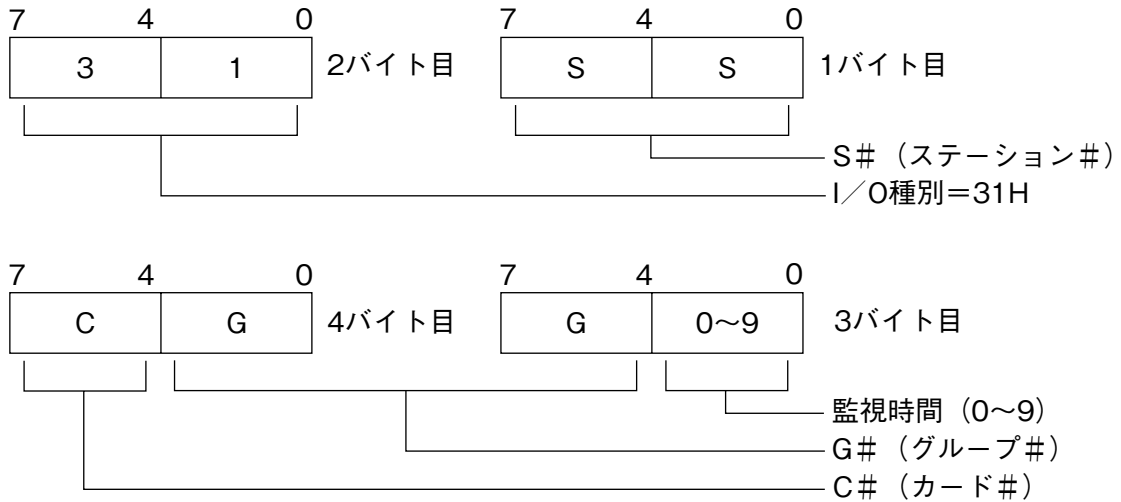 7 4 0 7 4 0
3 1 2バイト目 S S 1バイト目
S＃（ステーション＃）
I／O種別＝31H
7 4 0 7 4 0
C G 4バイト目 G 0〜9 3バイト目
監視時間（0〜9）
G＃（グループ＃）
C＃（カード＃）